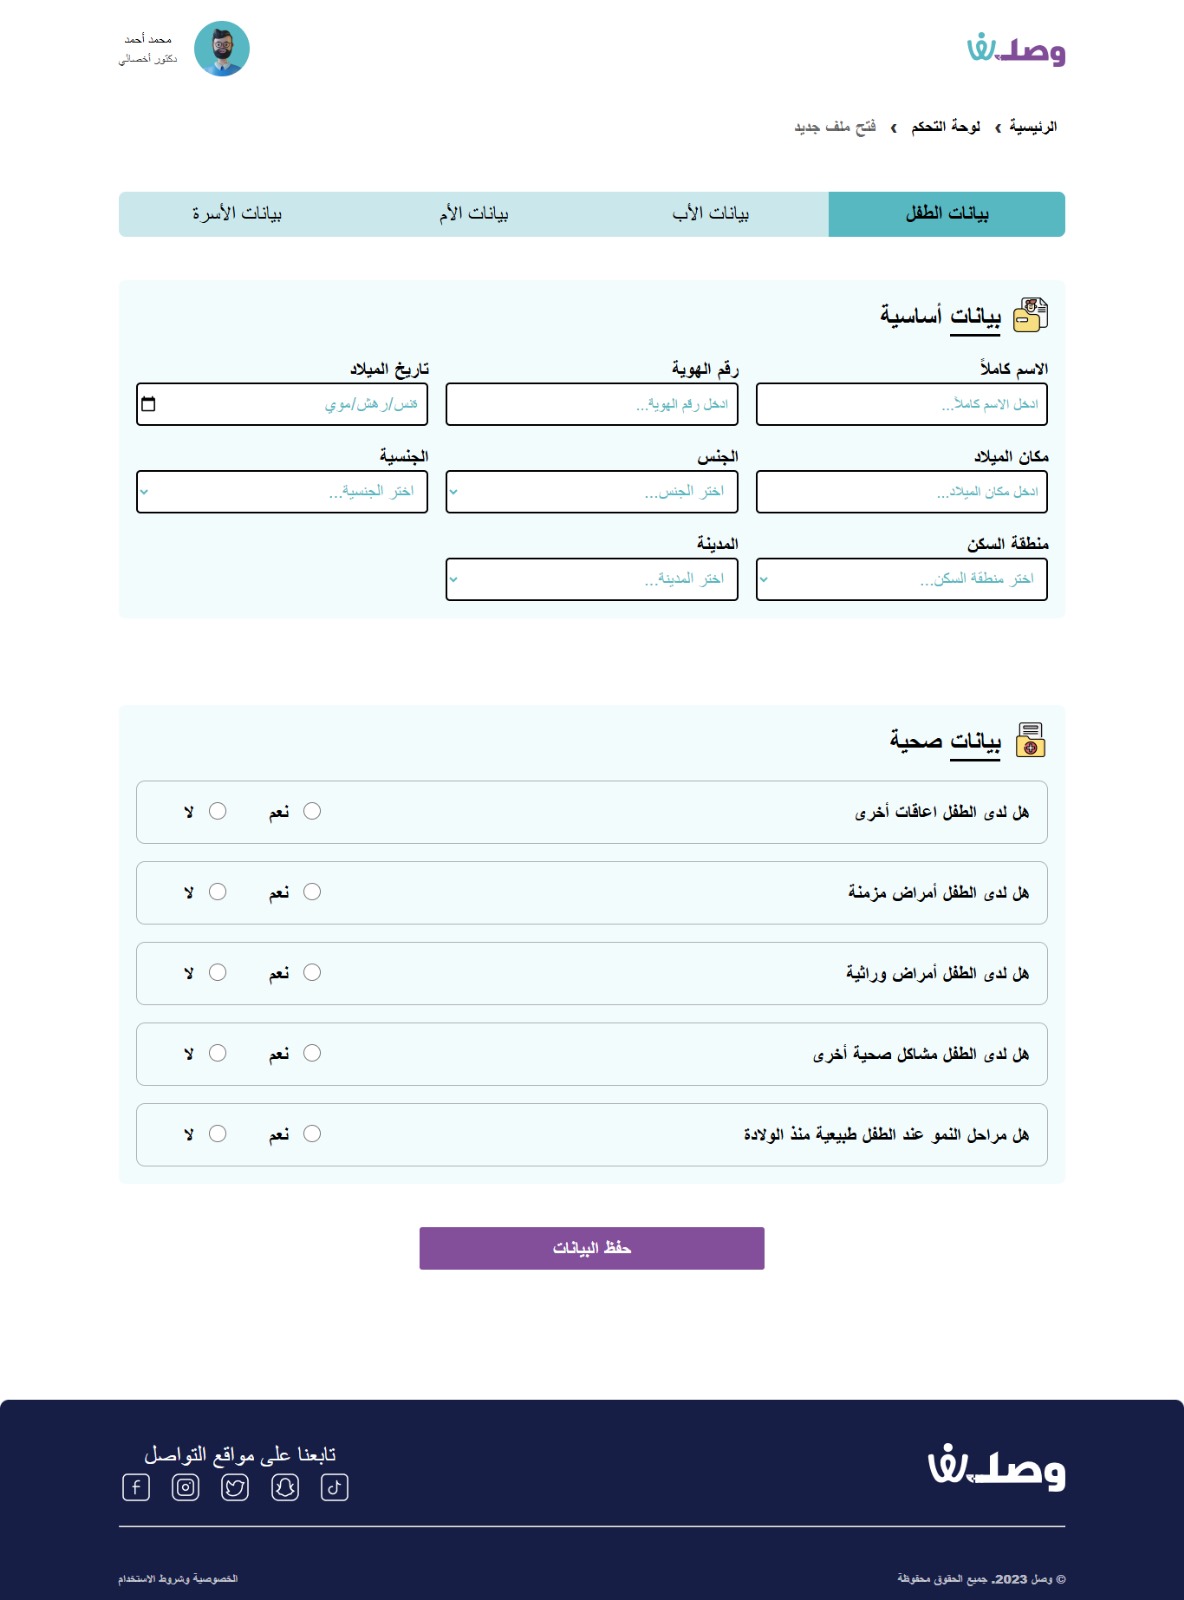 وصل
محمد أحمد
دكتور أخصائي
الرئيسية › لوحة التحكم › فتح ملف جديد
بيانات الطفل
بيانات الأب
بيانات الأم
بيانات الأسرة
بيانات أساسية
الاسم كاملاً
رقم الهوية
تاريخ الميلاد
ادخل الاسم كاملاً...
ادخل رقم الهوية...
مكان الميلاد
الجنس
الجنسية
ادخل مكان الميلاد...
اختر الجنس...
اختر الجنسية...
منطقة السكن
المدينة
اختر منطقة السكن...
اختر المدينة...
بيانات صحية
هل لدى الطفل اعاقات أخرى نعم لا
هل لدى الطفل أمراض مزمنة نعم لا
هل لدى الطفل أمراض وراثية نعم لا
هل لدى الطفل مشاكل صحية أخرى نعم لا
هل مراحل النمو عند الطفل طبيعية منذ الولادة نعم لا
حفظ البيانات
وصل
تابعنا على مواقع التواصل
© وصل 2023. جميع الحقوق محفوظة
الخصوصية وشروط الاستخدام